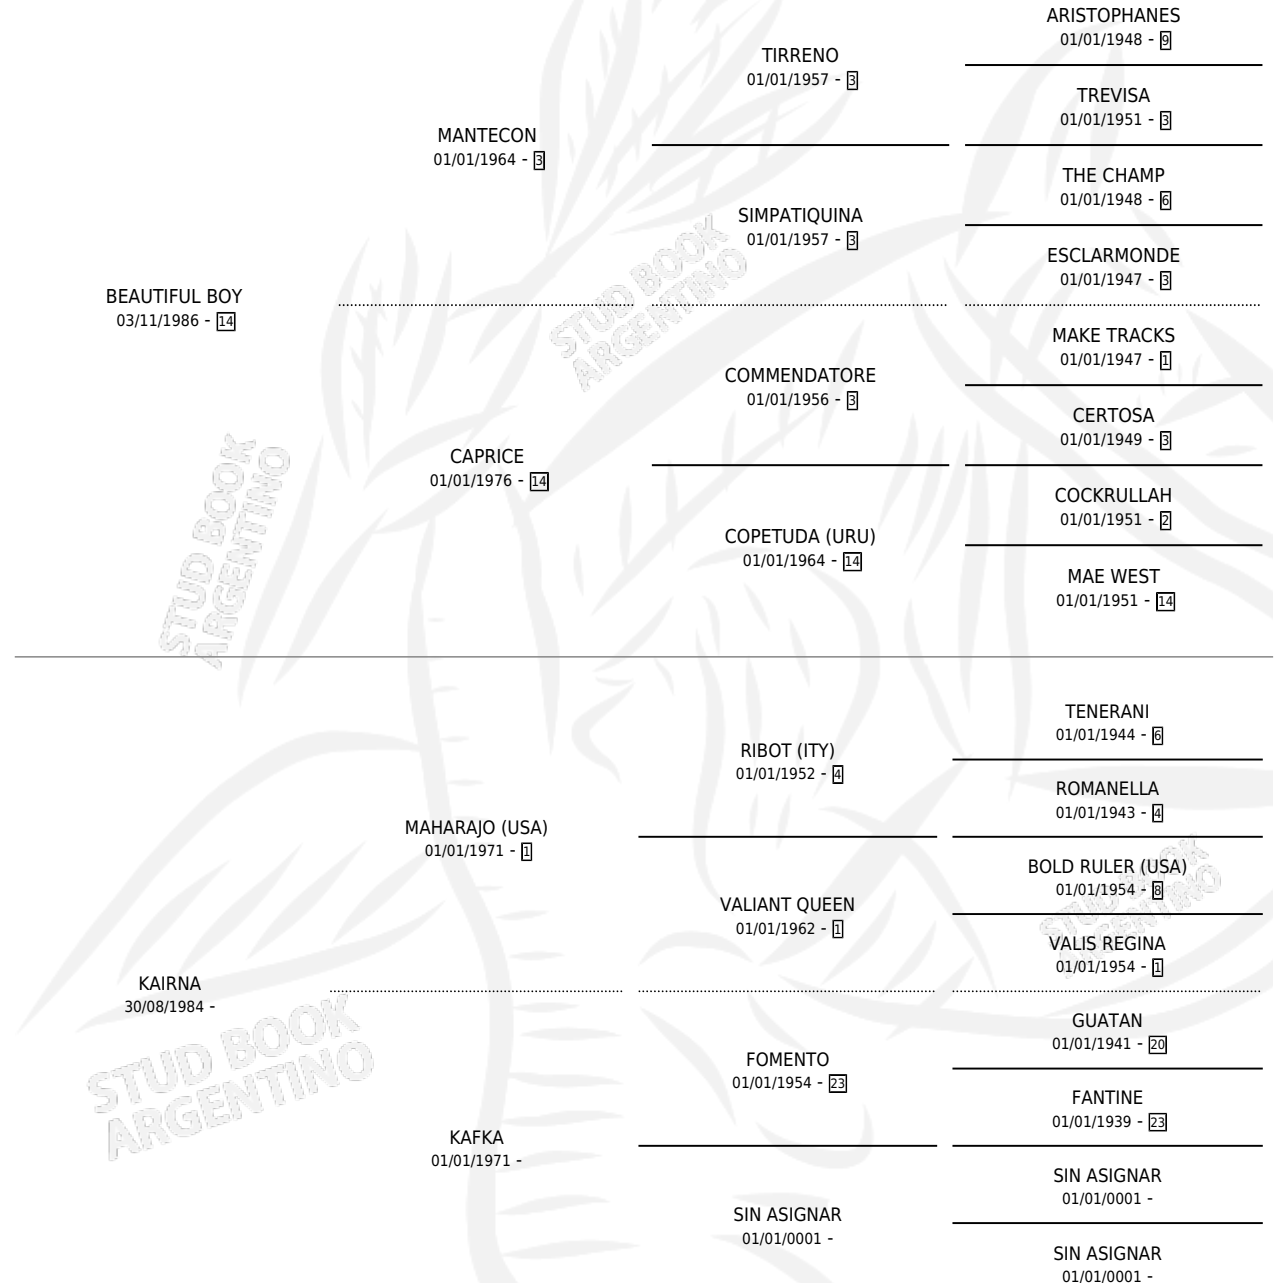 ARISTOPHANES
01/01/1948 - 9
TIRRENO
01/01/1957 - 3
TREVISA
01/01/1951 - 3
MANTECON
01/01/1964 - 3
THE CHAMP
01/01/1948 - 6
SIMPATIQUINA
01/01/1957 - 3
ESCLARMONDE
01/01/1947 - 3
BEAUTIFUL BOY
03/11/1986 - 14
MAKE TRACKS
01/01/1947 - 1
COMMENDATORE
01/01/1956 - 3
CERTOSA
01/01/1949 - 3
CAPRICE
01/01/1976 - 14
COCKRULLAH
01/01/1951 - 2
COPETUDA (URU)
01/01/1964 - 14
MAE WEST
01/01/1951 - 14
STUD BOOK
ARGENTINO
STUD BOOK
ARGENTINO
TENERANI
01/01/1944 - 6
RIBOT (ITY)
01/01/1952 - 4
ROMANELLA
01/01/1943 - 4
MAHARAJO (USA)
01/01/1971 - 1
BOLD RULER (USA)
01/01/1954 - 8
VALIANT QUEEN
01/01/1962 - 1
VALIS REGINA
01/01/1954 - 1
KAIRNA
30/08/1984 -
GUATAN
01/01/1941 - 20
FOMENTO
01/01/1954 - 23
FANTINE
01/01/1939 - 23
KAFKA
01/01/1971 -
SIN ASIGNAR
01/01/0001 -
SIN ASIGNAR
01/01/0001 -
SIN ASIGNAR
01/01/0001 -
STUD BOOK
ARGENTINO
STUD BOOK
ARGENTINO